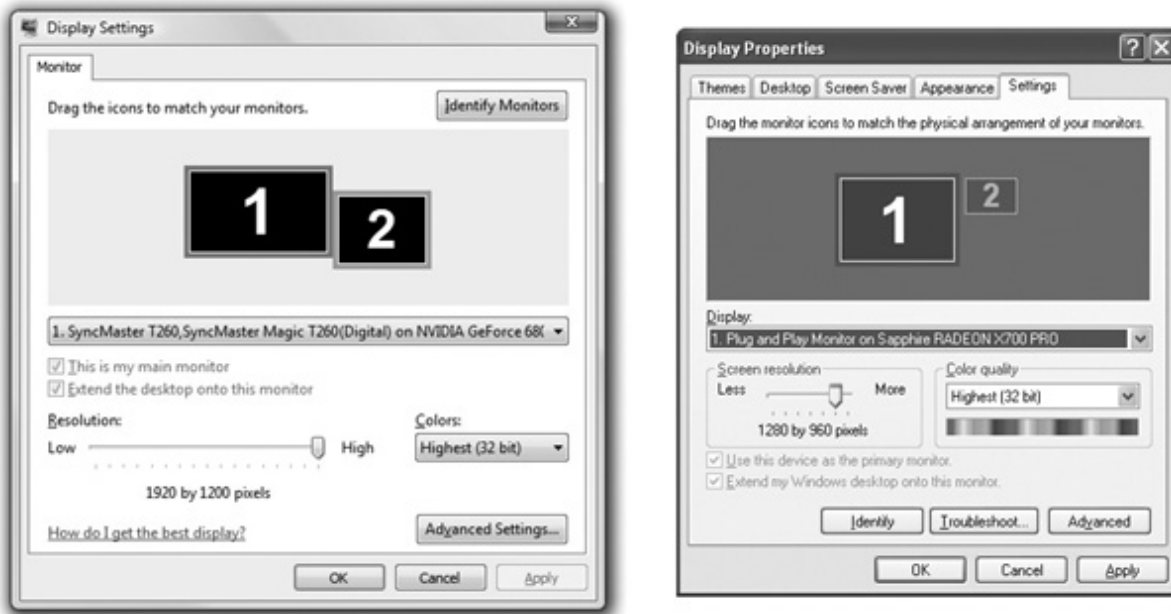 Display Settings
Monitor
Drag the icons to match your monitors.
Identify Monitors
1
2
1. SyncMaster T260,SyncMaster Magic T260(Digital) on NVIDIA GeForce
This is my main monitor
Extend the desktop onto this monitor
Resolution:
Colors:
Low
High
Highest (32 bit)
1920 by 1200 pixels
How do I get the best display?
Advanced Settings...
OK
Cancel
Apply
Display Properties
Themes
Desktop
Screen Saver
Appearance
Settings
Drag the monitor icons to match the physical arrangement of your monitors.
1
2
Display:
1. Plug and Play Monitor on Sapphire RADEON X700 PRO
Screen resolution
Less
More
1280 by 960 pixels
Color quality
Highest (32 bit)
Use this device as the primary monitor.
Extend my Windows desktop onto this monitor.
Identify
Troubleshoot...
Advanced
OK
Cancel
Apply